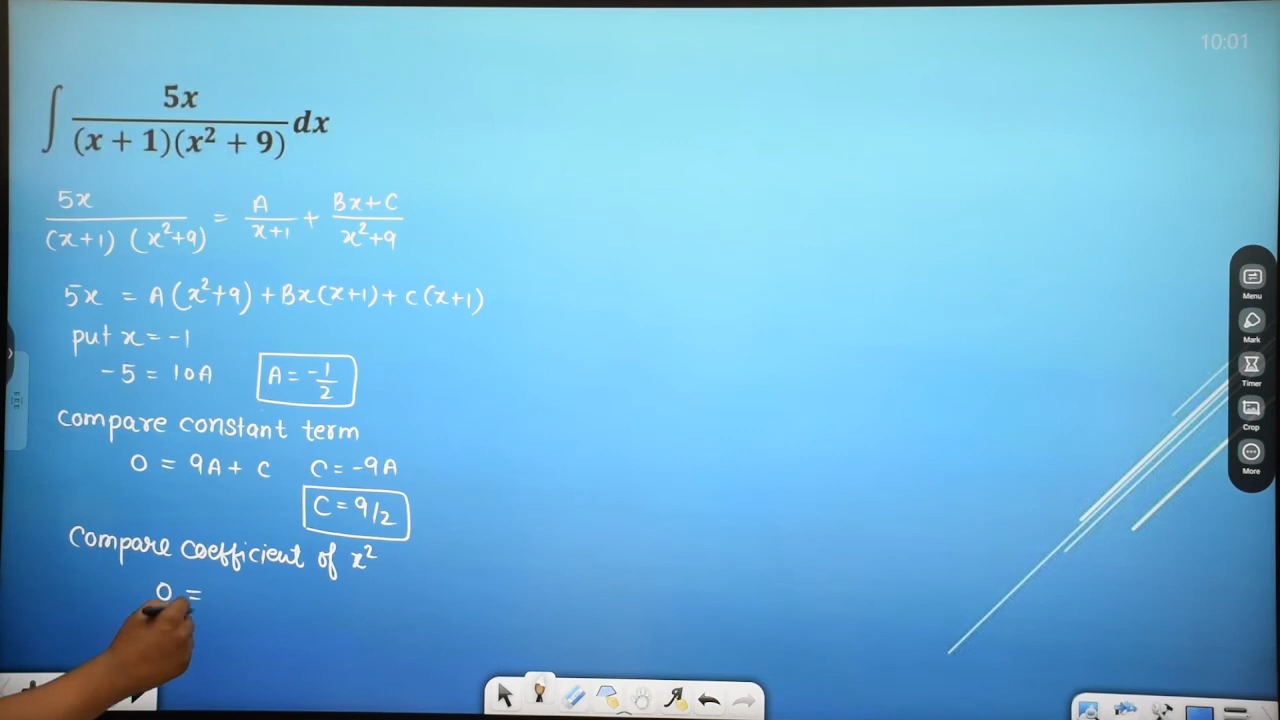 10:01
∫ 5x / (x + 1)(x² + 9) dx
5x / (x+1) (x²+9) = A / x+1 + Bx+C / x²+9
5x = A(x²+9) + Bx(x+1) + C(x+1)
put x = -1
-5 = 10A A = -1/2
Compare constant term
0 = 9A + C C = -9A
C = 9/2
Compare coefficient of x²
0 =
Menu
Mark
Timer
Crop
More